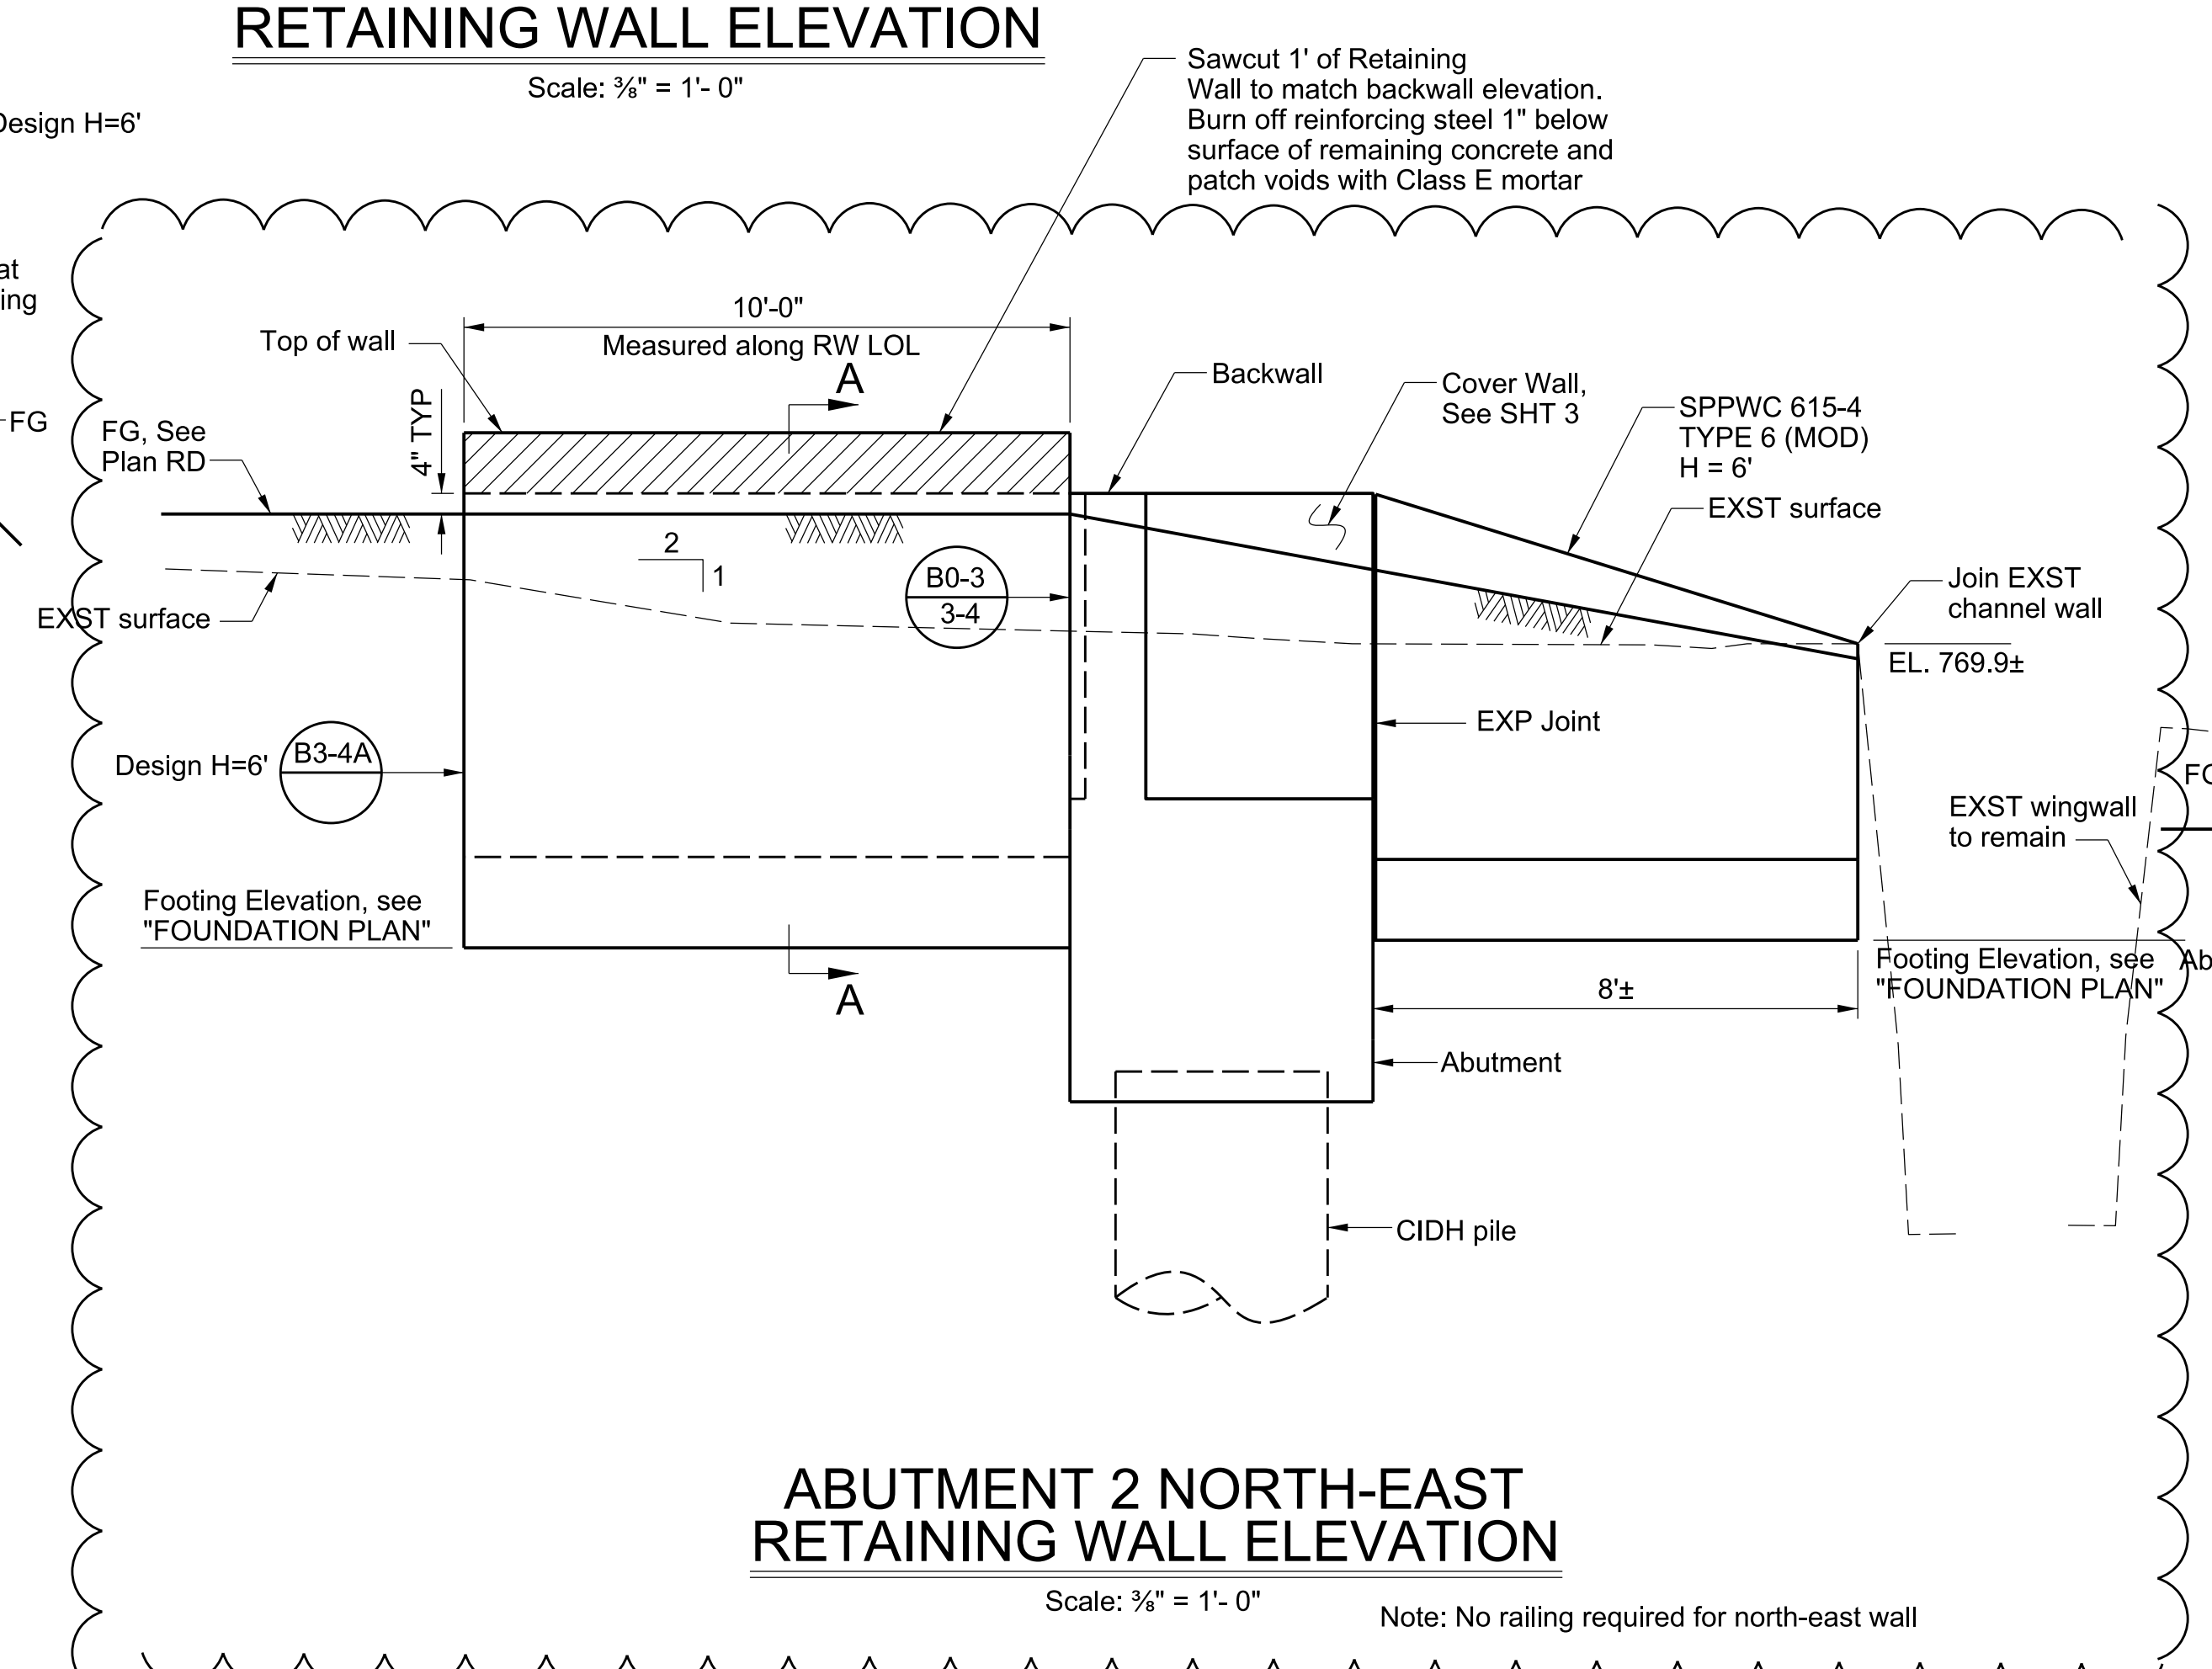 RETAINING WALL ELEVATION
Scale: ⅜" = 1'- 0"
Design H=6'
Sawcut 1' of Retaining
Wall to match backwall elevation.
Burn off reinforcing steel 1" below
surface of remaining concrete and
patch voids with Class E mortar
at
ing
FG
10'-0"
Measured along RW LOL
Top of wall
A
4" TYP
FG, See
Plan RD
Backwall
Cover Wall,
See SHT 3
SPPWC 615-4
TYPE 6 (MOD)
H = 6'
EXST surface
2
1
B0-3
3-4
EXST surface
Join EXST
channel wall
EL. 769.9±
EXP Joint
Design H=6'
B3-4A
EXST wingwall
to remain
FG
Footing Elevation, see
"FOUNDATION PLAN"
A
8'±
Footing Elevation, see
"FOUNDATION PLAN"
Ab
Abutment
CIDH pile
ABUTMENT 2 NORTH-EAST
RETAINING WALL ELEVATION
Scale: ⅜" = 1'- 0"
Note: No railing required for north-east wall